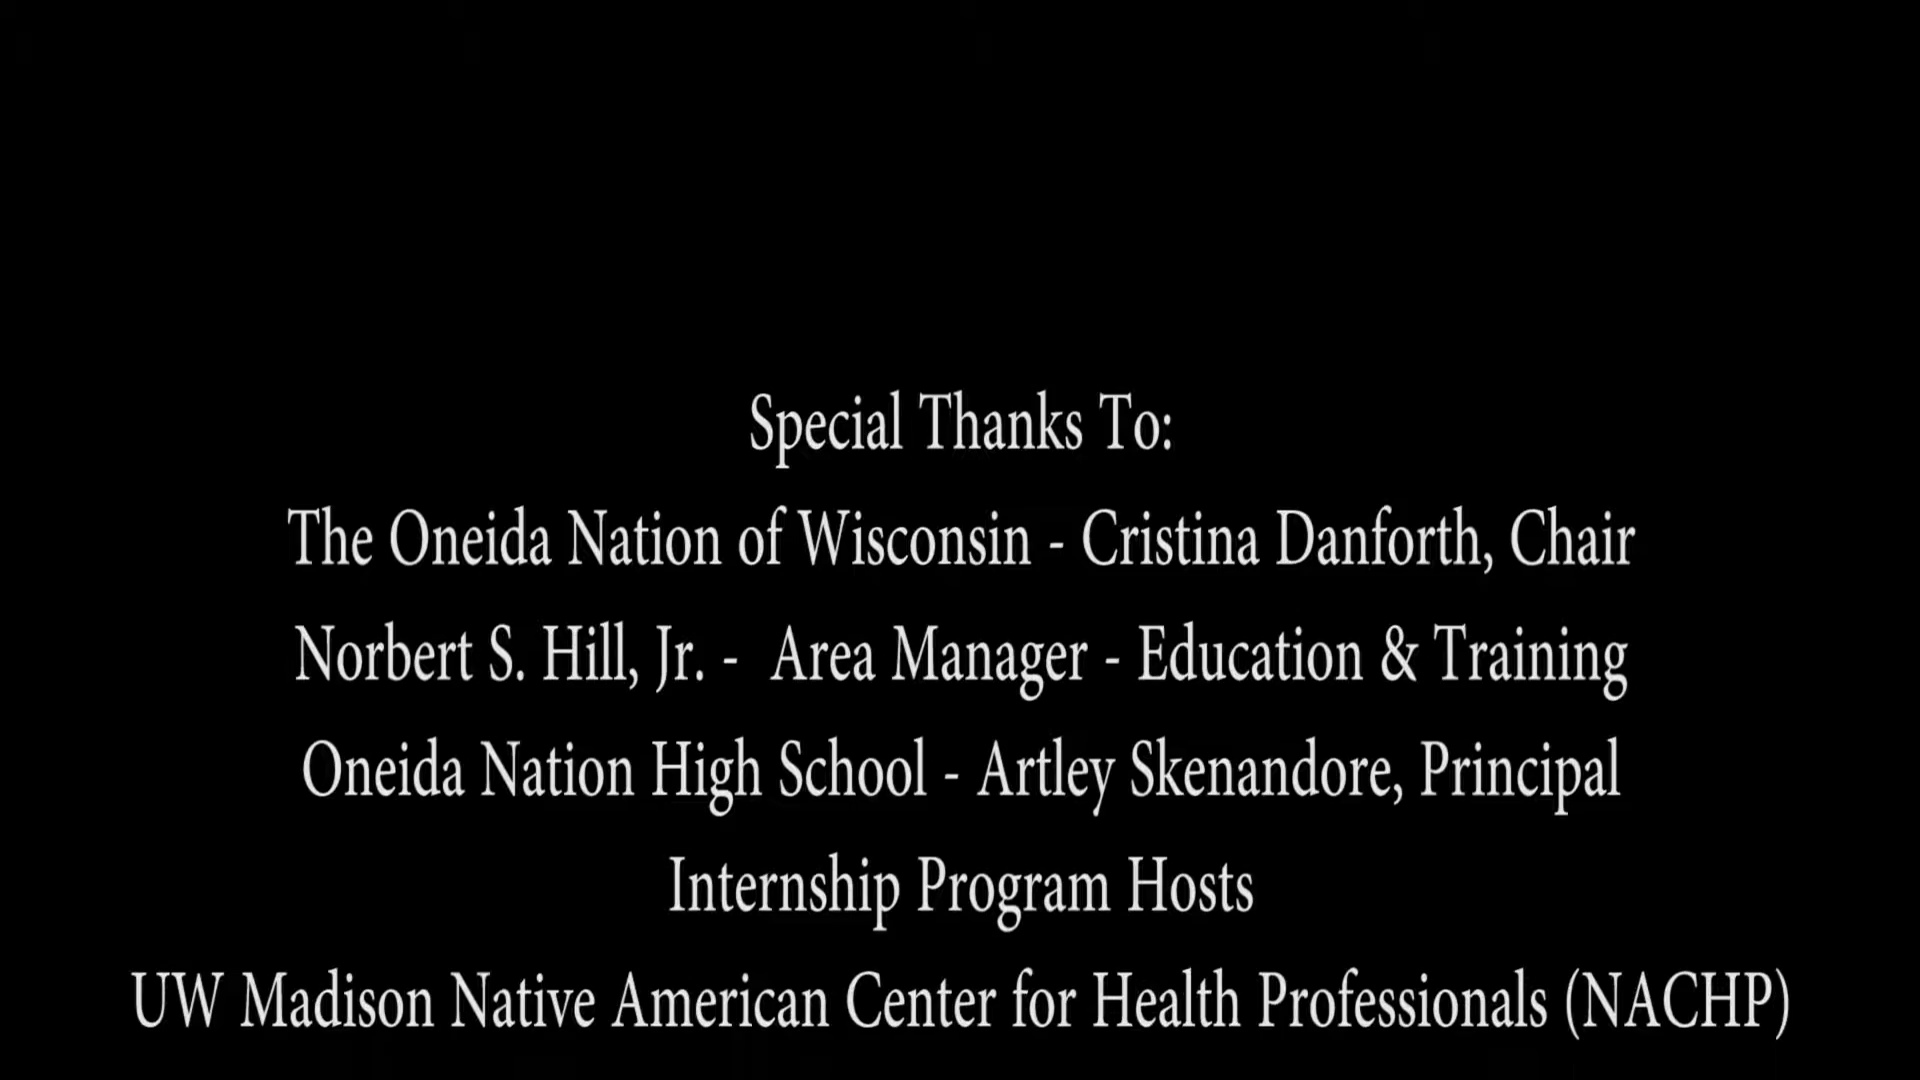 Special Thanks To:
The Oneida Nation of Wisconsin - Cristina Danforth, Chair
Norbert S. Hill, Jr. -  Area Manager - Education & Training
Oneida Nation High School - Artley Skenandore, Principal
Internship Program Hosts
UW Madison Native American Center for Health Professionals (NACHP)